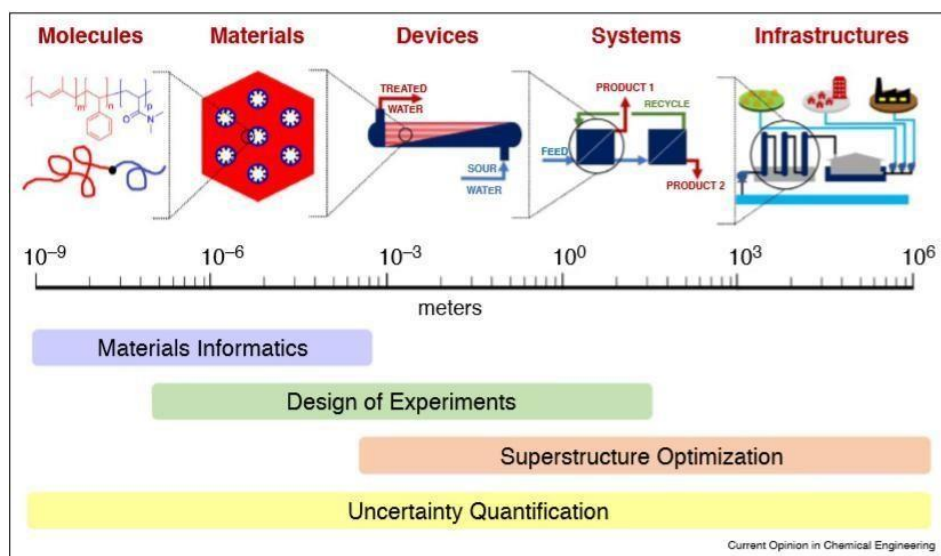 Molecules Materials Devices Systems Infrastructures
m n p
O N
TREATED
WATER
SOUR
WATER
PRODUCT 1
RECYCLE
FEED
PRODUCT 2
10⁻⁹ 10⁻⁶ 10⁻³ 10⁰ 10³ 10⁶
meters
Materials Informatics
Design of Experiments
Superstructure Optimization
Uncertainty Quantification
Current Opinion in Chemical Engineering